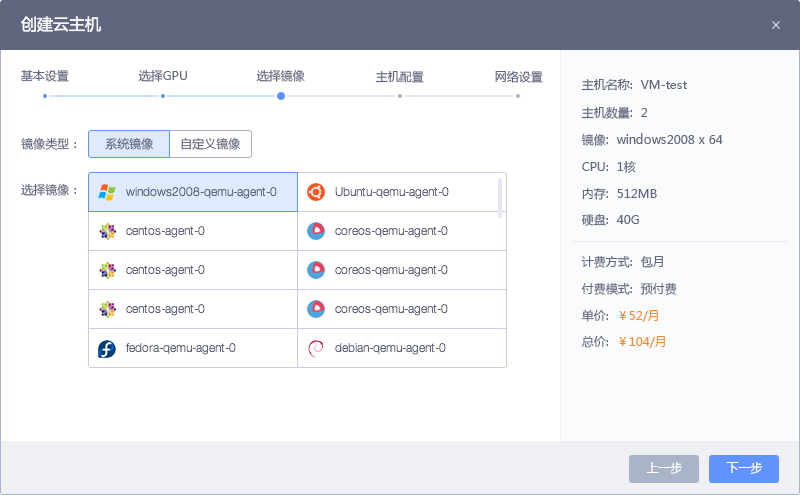 创建云主机
×
基本设置 选择GPU 选择镜像 主机配置 网络设置
镜像类型： 系统镜像 自定义镜像
选择镜像： windows2008-qemu-agent-0 Ubuntu-qemu-agent-0
centos-agent-0 coreos-qemu-agent-0
centos-agent-0 coreos-qemu-agent-0
centos-agent-0 coreos-qemu-agent-0
fedora-qemu-agent-0 debian-qemu-agent-0
主机名称: VM-test
主机数量: 2
镜像: windows2008 x 64
CPU: 1核
内存: 512MB
硬盘: 40G
计费方式: 包月
付费模式: 预付费
单价: ￥52/月
总价: ￥104/月
上一步 下一步